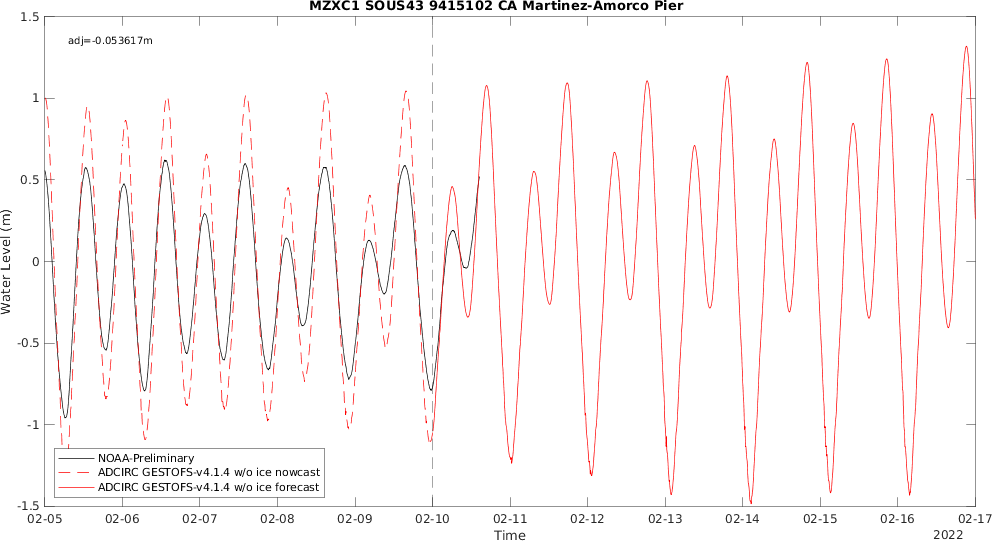 MZXC1 SOUS43 9415102 CA Martinez-Amorco Pier
adj=-0.053617m
1.5
1
0.5
0
-0.5
-1
-1.5
Water Level (m)
NOAA-Preliminary
ADCIRC GESTOFS-v4.1.4 w/o ice nowcast
ADCIRC GESTOFS-v4.1.4 w/o ice forecast
02-05 02-06 02-07 02-08 02-09 02-10 02-11 02-12 02-13 02-14 02-15 02-16 02-17
Time
2022